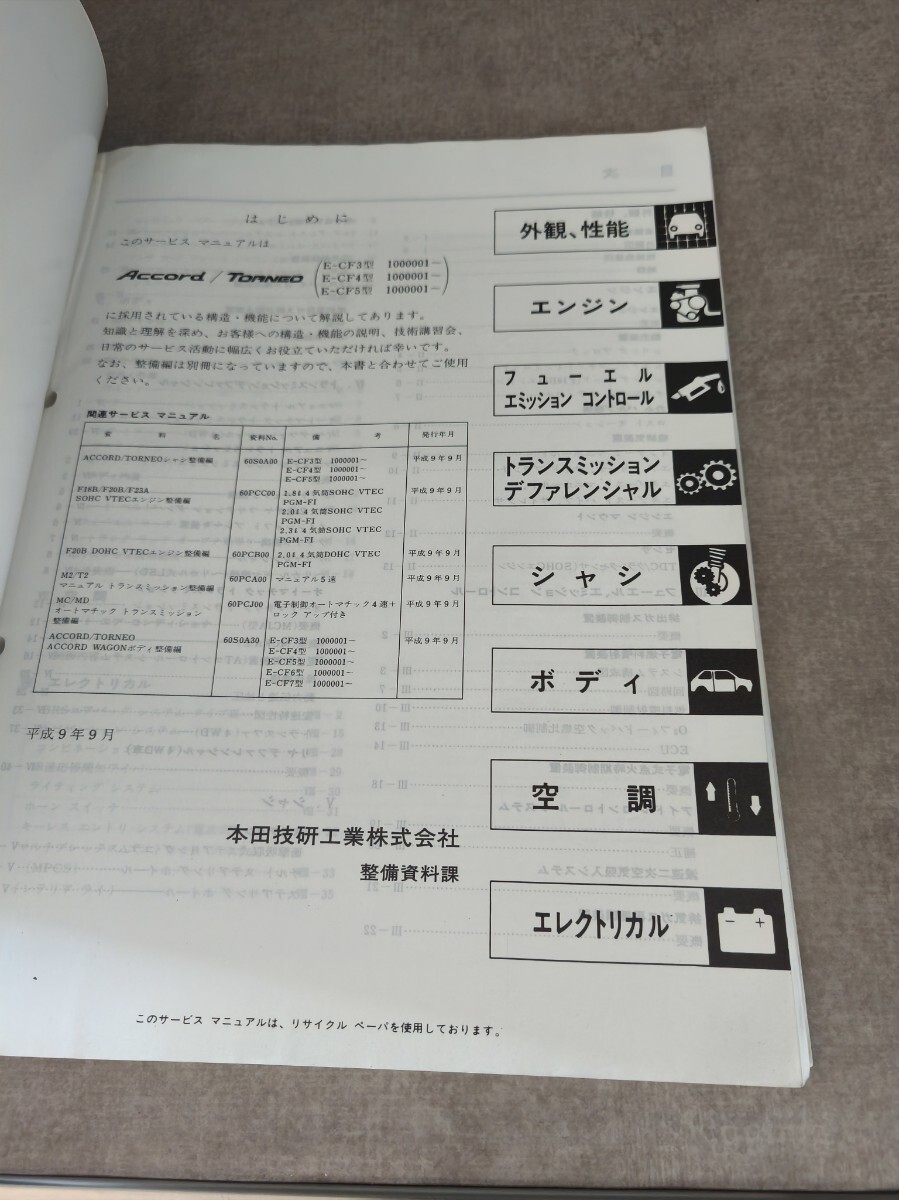 はじめに
このサービス マニュアルは
Accord / TORNEO
E-CF3型 1000001〜
E-CF4型 1000001〜
E-CF5型 1000001〜
に採用されている構造・機能について解説してあります。
知識と理解を深め、お客様への構造・機能の説明、技術講習会、
日常のサービス活動に幅広くお役立ていただければ幸いです。
なお、整備編は別冊になっていますので、本書と合わせてご使用
ください。
関連サービス マニュアル
資料名 資料No. 備考 発行年月
ACCORD/TORNEOシャシ整備編 60S0A00 E-CF3型 1000001〜 平成9年9月
E-CF4型 1000001〜
E-CF5型 1000001〜
F18B/F20B/F23A 60PCC00 1.8ℓ 4気筒SOHC VTEC 平成9年9月
SOHC VTECエンジン整備編 PGM-FI
2.0ℓ 4気筒SOHC VTEC
PGM-FI
2.3ℓ 4気筒SOHC VTEC
PGM-FI
F20B DOHC VTECエンジン整備編 60PCB00 2.0ℓ 4気筒DOHC VTEC 平成9年9月
PGM-FI
M2/T2 60PCA00 マニュアル5速 平成9年9月
マニュアル トランスミッション整備編
MC/MD 60PCJ00 電子制御オートマチック4速+ 平成9年9月
オートマチック トランスミッション ロック アップ付き
整備編
ACCORD/TORNEO 60S0A30 E-CF3型 1000001〜 平成9年9月
ACCORD WAGONボディ整備編 E-CF4型 1000001〜
E-CF5型 1000001〜
E-CF6型 1000001〜
E-CF7型 1000001〜
平成9年9月
本田技研工業株式会社
整備資料課
外観、性能
エンジン
フューエル
エミッション コントロール
トランスミッション
デファレンシャル
シャシ
ボディ
空調
エレクトリカル
このサービス マニュアルは、リサイクル ペーパを使用しております。